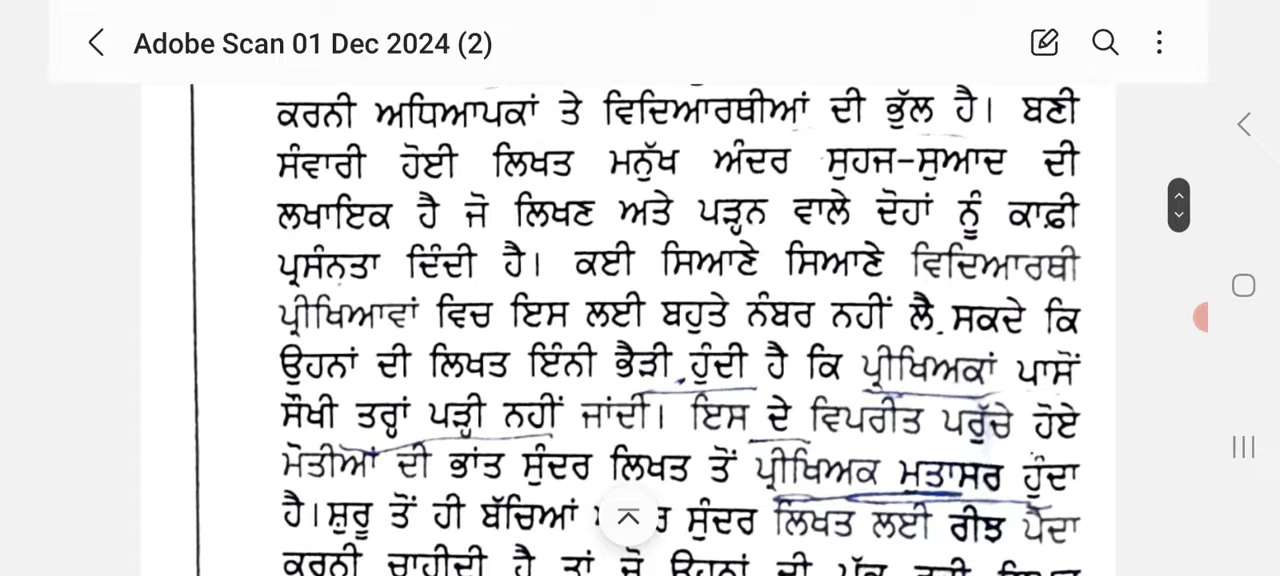 Adobe Scan 01 Dec 2024 (2)
ਕਰਨੀ ਅਧਿਆਪਕਾਂ ਤੇ ਵਿਦਿਆਰਥੀਆਂ ਦੀ ਭੁੱਲ ਹੈ। ਬਣੀ
ਸੰਵਾਰੀ ਹੋਈ ਲਿਖਤ ਮਨੁੱਖ ਅੰਦਰ ਸੁਹਜ-ਸੁਆਦ ਦੀ
ਲਖਾਇਕ ਹੈ ਜੋ ਲਿਖਣ ਅਤੇ ਪੜ੍ਹਨ ਵਾਲੇ ਦੋਹਾਂ ਨੂੰ ਕਾਫ਼ੀ
ਪ੍ਰਸੰਨਤਾ ਦਿੰਦੀ ਹੈ। ਕਈ ਸਿਆਣੇ ਸਿਆਣੇ ਵਿਦਿਆਰਥੀ
ਪ੍ਰੀਖਿਆਵਾਂ ਵਿਚ ਇਸ ਲਈ ਬਹੁਤੇ ਨੰਬਰ ਨਹੀਂ ਲੈ ਸਕਦੇ ਕਿ
ਉਹਨਾਂ ਦੀ ਲਿਖਤ ਇੰਨੀ ਭੈੜੀ ਹੁੰਦੀ ਹੈ ਕਿ ਪ੍ਰੀਖਿਅਕਾਂ ਪਾਸੋਂ
ਸੌਖੀ ਤਰ੍ਹਾਂ ਪੜ੍ਹੀ ਨਹੀਂ ਜਾਂਦੀ। ਇਸ ਦੇ ਵਿਪਰੀਤ ਪਰੁੱਚੇ ਹੋਏ
ਮੋਤੀਆਂ ਦੀ ਭਾਂਤ ਸੁੰਦਰ ਲਿਖਤ ਤੋਂ ਪ੍ਰੀਖਿਅਕ ਮੁਤਾਸਰ ਹੁੰਦਾ
ਹੈ। ਸ਼ੁਰੂ ਤੋਂ ਹੀ ਬੱਚਿਆਂ ਸੁੰਦਰ ਲਿਖਤ ਲਈ ਰੀਝ ਪੈਦਾ
ਕਰਨੀ ਚਾਹੀਦੀ ਹੈ ਤਾਂ ਜੋ ਉਹਨਾਂ ਦੀ